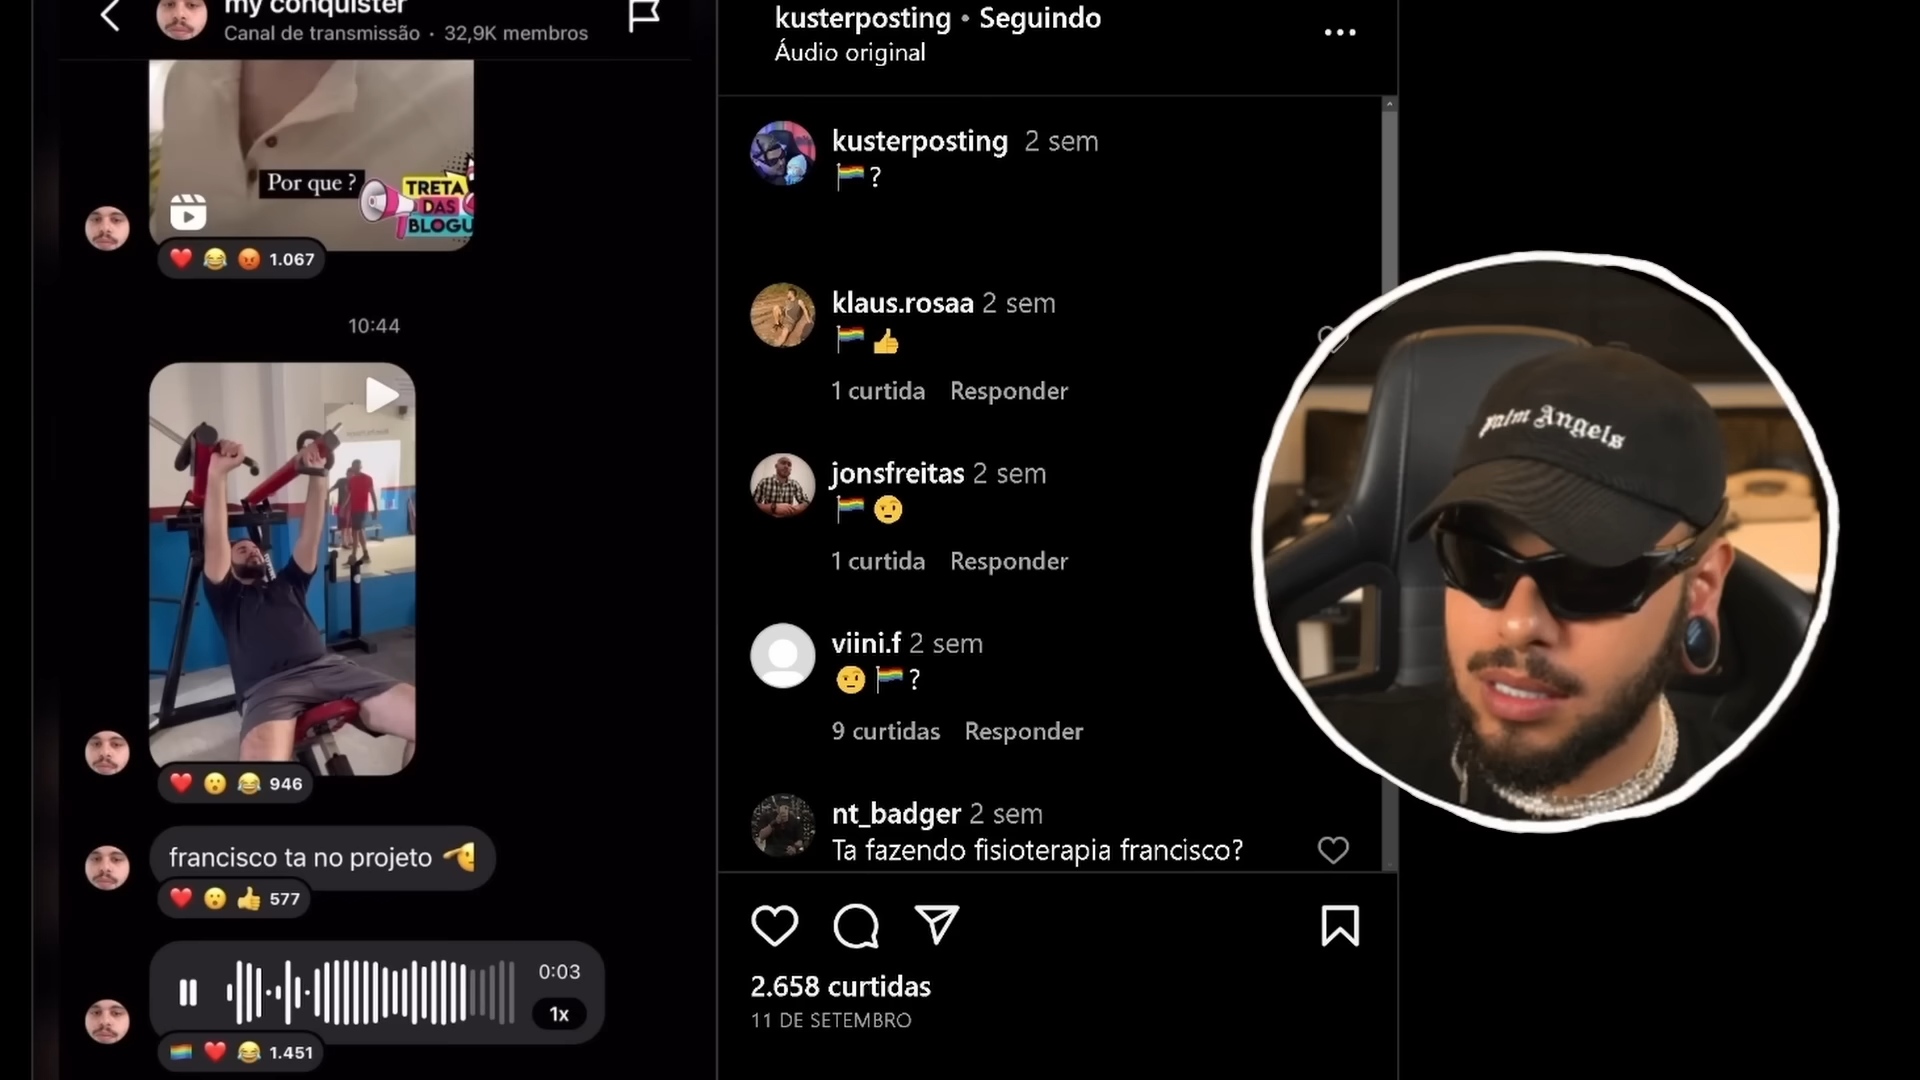 my conquister
Canal de transmissão · 32,9K membros
Por que ?
TRETA
DAS
BLOGU
❤️ 😂 😡 1.067
10:44
❤️ 😮 😂 946
francisco ta no projeto 🫡
❤️ 😮 👍 577
0:03
1x
🏳️‍🌈 ❤️ 😂 1.451
kusterposting • Seguindo
Áudio original
kusterposting 2 sem
🏳️‍🌈?
klaus.rosaa 2 sem
🏳️‍🌈 👍
1 curtida Responder
jonsfreitas 2 sem
🏳️‍🌈 🤨
1 curtida Responder
viini.f 2 sem
🤨 🏳️‍🌈?
9 curtidas Responder
nt_badger 2 sem
Ta fazendo fisioterapia francisco?
2.658 curtidas
11 DE SETEMBRO
Palm Angels